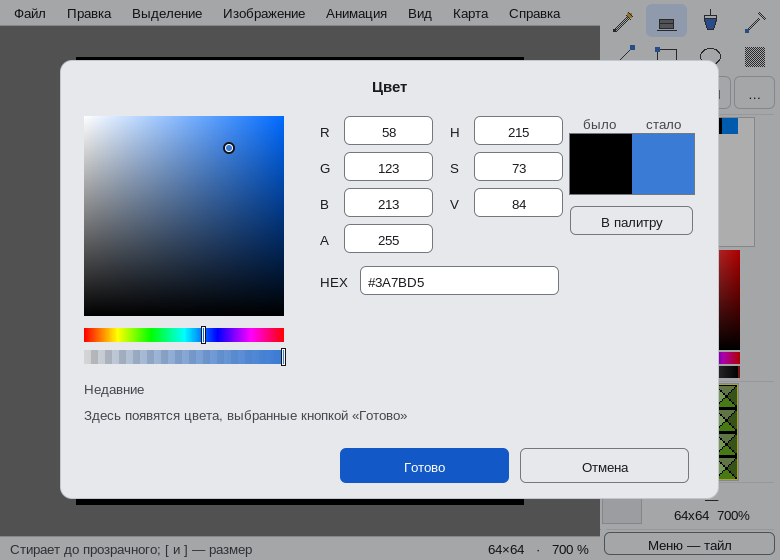 Файл Правка Выделение Изображение Анимация Вид Карта Справка
Цвет
R 58 H 215 было стало
G 123 S 73
B 213 V 84 В палитру
A 255
HEX #3A7BD5
...
Недавние
Здесь появятся цвета, выбранные кнопкой «Готово»
Готово Отмена
64x64 700%
Стирает до прозрачного; [ и ] — размер 64×64 · 700 % Меню — тайл